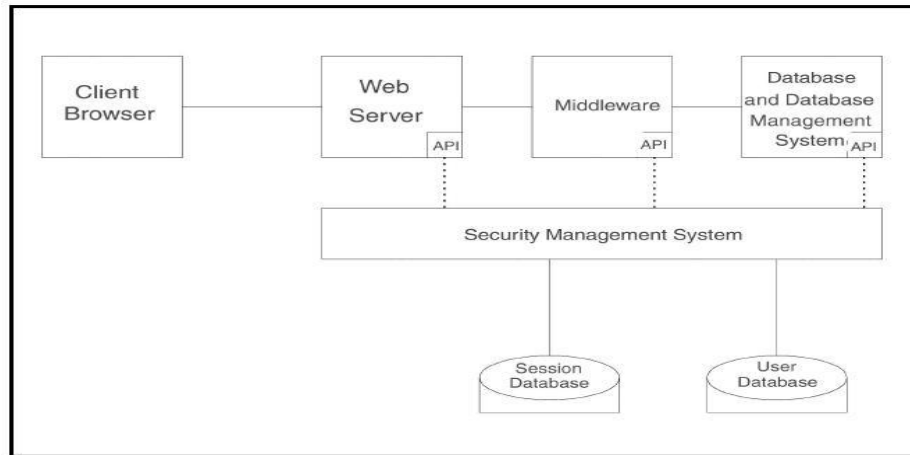 Client
Browser
Web
Server
API
Middleware
API
Database
and Database
Management
System
API
Security Management System
Session
Database
User
Database